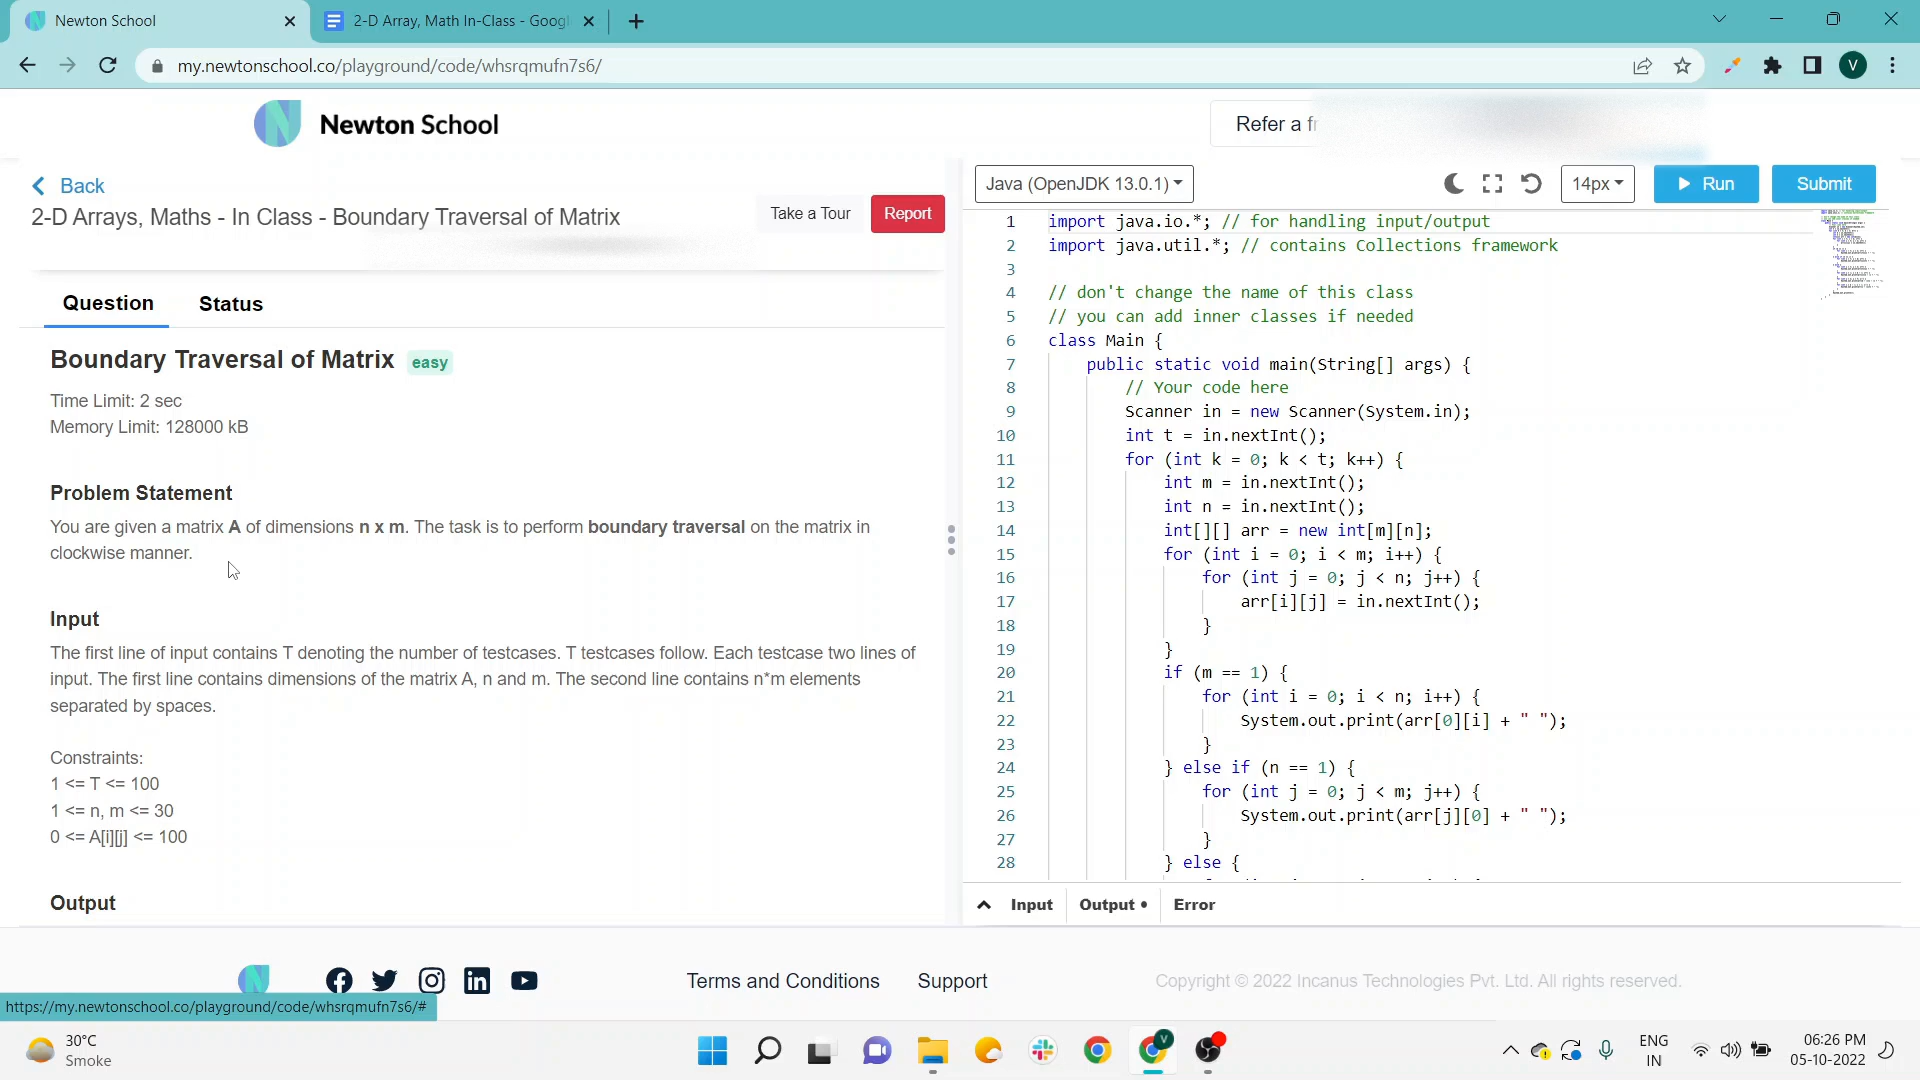 Newton School
2-D Array, Math In-Class - Goog
my.newtonschool.co/playground/code/whsrqmufn7s6/
V
Newton School
Refer a fr
Back
2-D Arrays, Maths - In Class - Boundary Traversal of Matrix
Take a Tour
Report
Question
Status
Boundary Traversal of Matrix easy
Time Limit: 2 sec
Memory Limit: 128000 kB
Problem Statement
You are given a matrix A of dimensions n x m. The task is to perform boundary traversal on the matrix in
clockwise manner.
Input
The first line of input contains T denoting the number of testcases. T testcases follow. Each testcase two lines of
input. The first line contains dimensions of the matrix A, n and m. The second line contains n*m elements
separated by spaces.
Constraints:
1 <= T <= 100
1 <= n, m <= 30
0 <= A[i][j] <= 100
Output
Java (OpenJDK 13.0.1)
14px
Run
Submit
1 import java.io.*; // for handling input/output
2 import java.util.*; // contains Collections framework
3
4 // don't change the name of this class
5 // you can add inner classes if needed
6 class Main {
7 public static void main(String[] args) {
8 // Your code here
9 Scanner in = new Scanner(System.in);
10 int t = in.nextInt();
11 for (int k = 0; k < t; k++) {
12 int m = in.nextInt();
13 int n = in.nextInt();
14 int[][] arr = new int[m][n];
15 for (int i = 0; i < m; i++) {
16 for (int j = 0; j < n; j++) {
17 arr[i][j] = in.nextInt();
18 }
19 }
20 if (m == 1) {
21 for (int i = 0; i < n; i++) {
22 System.out.print(arr[0][i] + " ");
23 }
24 } else if (n == 1) {
25 for (int j = 0; j < m; j++) {
26 System.out.print(arr[j][0] + " ");
27 }
28 } else {
Input
Output •
Error
Terms and Conditions
Support
Copyright © 2022 Incanus Technologies Pvt. Ltd. All rights reserved.
https://my.newtonschool.co/playground/code/whsrqmufn7s6/#
30°C
Smoke
V
ENG
IN
06:26 PM
05-10-2022